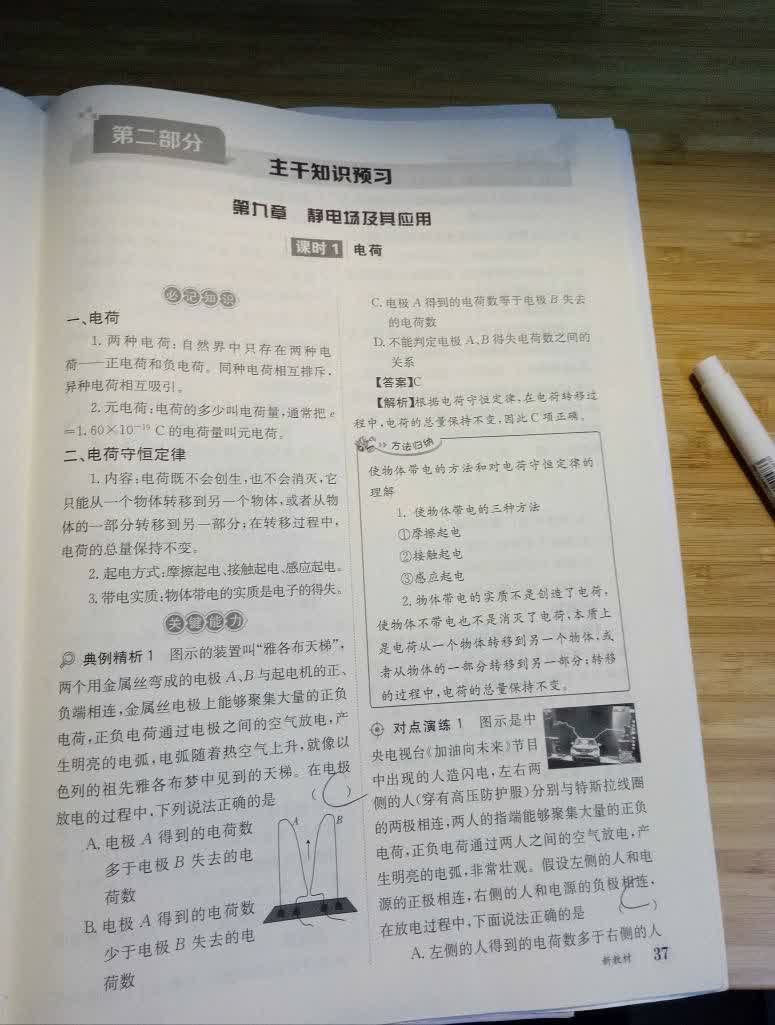 第二部分
主干知识预习
第九章 静电场及其应用
课时1 电荷
必记知识
一、电荷
1. 两种电荷:自然界中只存在两种电
荷——正电荷和负电荷。同种电荷相互排斥,
异种电荷相互吸引。
2. 元电荷:电荷的多少叫电荷量,通常把 e
=1.60×10⁻¹⁹ C的电荷量叫元电荷。
二、电荷守恒定律
1. 内容:电荷既不会创生,也不会消灭,它
只能从一个物体转移到另一个物体,或者从物
体的一部分转移到另一部分;在转移过程中,
电荷的总量保持不变。
2. 起电方式:摩擦起电、接触起电、感应起电。
3. 带电实质:物体带电的实质是电子的得失。
关键能力
典例精析1 图示的装置叫“雅各布天梯”,
两个用金属丝弯成的电极A、B与起电机的正、
负端相连,金属丝电极上能够聚集大量的正负
电荷,正负电荷通过电极之间的空气放电,产
生明亮的电弧,电弧随着热空气上升,就像以
色列的祖先雅各布梦中见到的天梯。在电极
放电的过程中,下列说法正确的是 ( )
A. 电极 A 得到的电荷数
多于电极 B 失去的电
荷数
B. 电极 A 得到的电荷数
少于电极 B 失去的电
荷数
A
B
C. 电极 A 得到的电荷数等于电极 B 失去
的电荷数
D. 不能判定电极 A、B 得失电荷数之间的
关系
【答案】C
【解析】根据电荷守恒定律,在电荷转移过
程中,电荷的总量保持不变,因此 C 项正确。
>> 方法归纳
使物体带电的方法和对电荷守恒定律的
理解
1. 使物体带电的三种方法
①摩擦起电
②接触起电
③感应起电
2. 物体带电的实质不是创造了电荷,
使物体不带电也不是消灭了电荷,本质上
是电荷从一个物体转移到另一个物体,或
者从物体的一部分转移到另一部分;转移
的过程中,电荷的总量保持不变。
对点演练1 图示是中
央电视台《加油向未来》节目
中出现的人造闪电,左右两
侧的人(穿有高压防护服)分别与特斯拉线圈
的两极相连,两人的指端能够聚集大量的正负
电荷,正负电荷通过两人之间的空气放电,产
生明亮的电弧,非常壮观。假设左侧的人和电
源的正极相连,右侧的人和电源的负极相连,
在放电过程中,下面说法正确的是 ( C )
A. 左侧的人得到的电荷数多于右侧的人
新教材 37